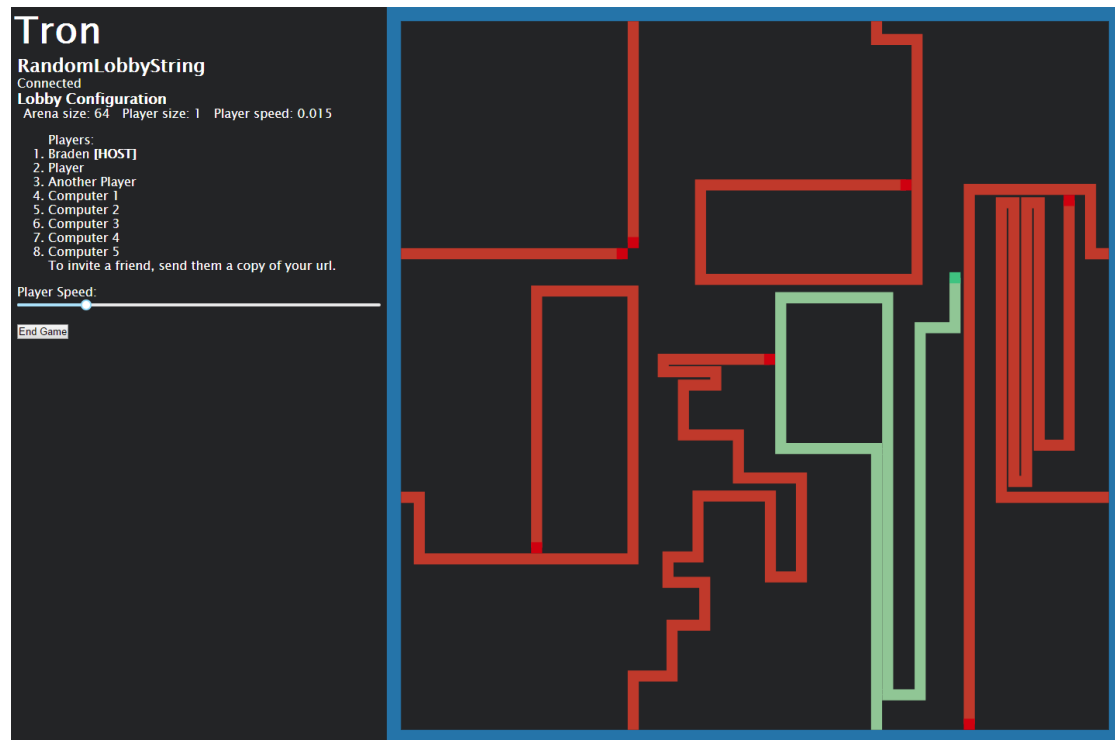 Tron
RandomLobbyString
Connected
Lobby Configuration
Arena size: 64 Player size: 1 Player speed: 0.015
Players:
1. Braden [HOST]
2. Player
3. Another Player
4. Computer 1
5. Computer 2
6. Computer 3
7. Computer 4
8. Computer 5
To invite a friend, send them a copy of your url.
Player Speed:
End Game